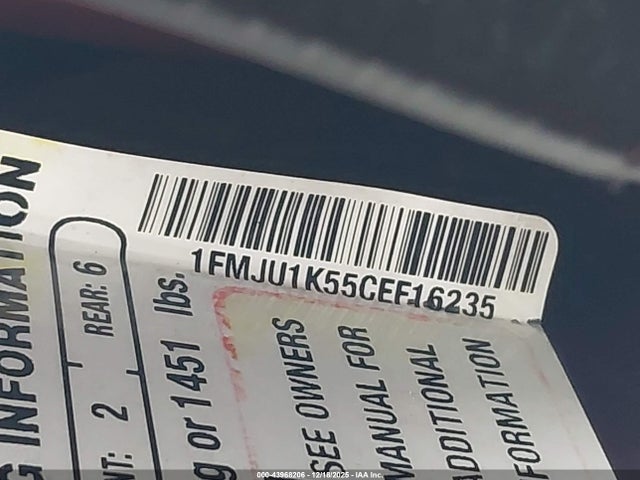 1FMJU1K55CEF16235
G INFORMATION
REAR: 6
NT: 2
g or 1451 lbs.
SEE OWNERS
MANUAL FOR
ADDITIONAL
FORMATION
000-43968206 - 12/18/2025 - IAA Inc.